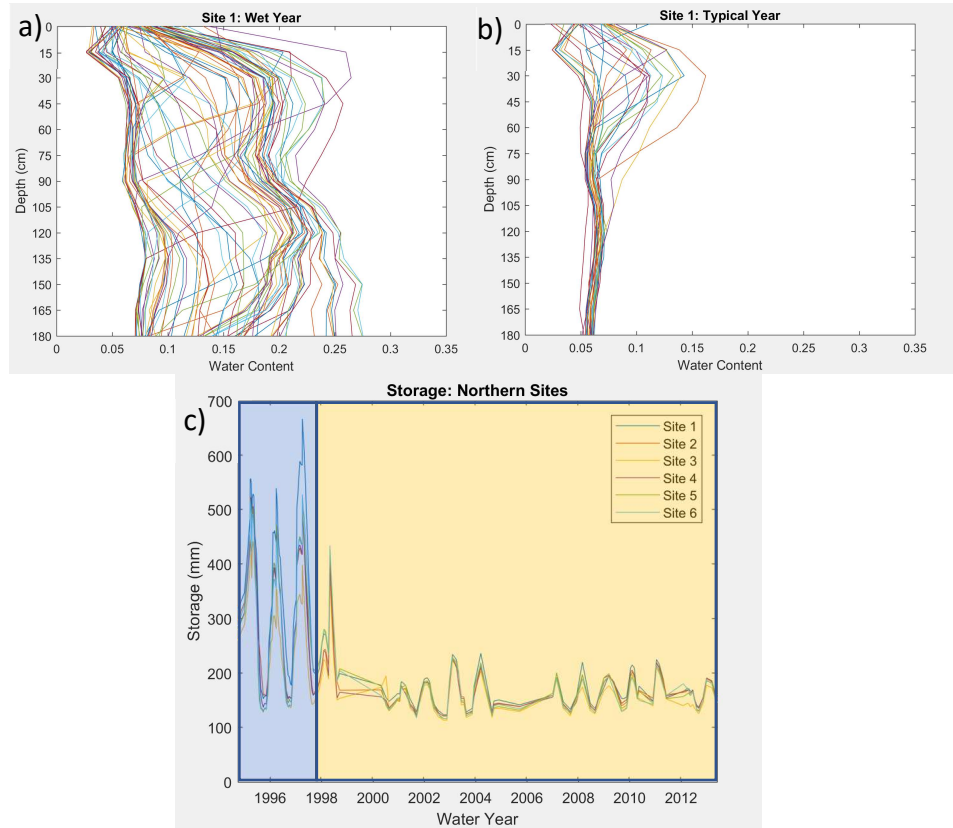 a)
Site 1: Wet Year
0
15
30
45
60
75
90
105
120
135
150
165
180
Depth (cm)
0 0.05 0.1 0.15 0.2 0.25 0.3 0.35
Water Content
b)
Site 1: Typical Year
0
15
30
45
60
75
90
105
120
135
150
165
180
Depth (cm)
0 0.05 0.1 0.15 0.2 0.25 0.3 0.35
Water Content
c)
Storage: Northern Sites
700
600
500
400
300
200
100
0
Storage (mm)
Site 1
Site 2
Site 3
Site 4
Site 5
Site 6
1996 1998 2000 2002 2004 2006 2008 2010 2012
Water Year